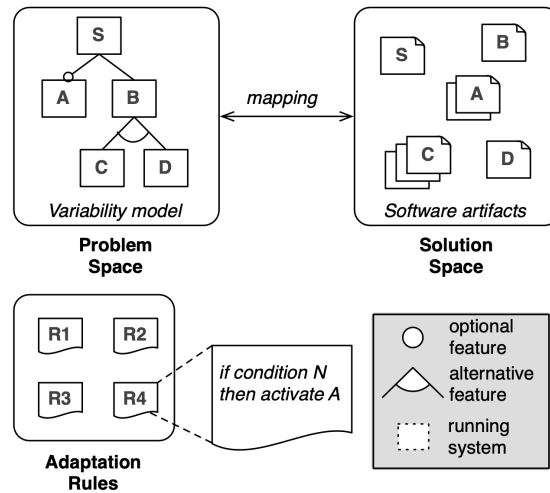 S
A
B
C
D
Variability model
Problem
Space
mapping
S
B
A
C
D
Software artifacts
Solution
Space
R1
R2
R3
R4
Adaptation
Rules
if condition N
then activate A
optional
feature
alternative
feature
running
system